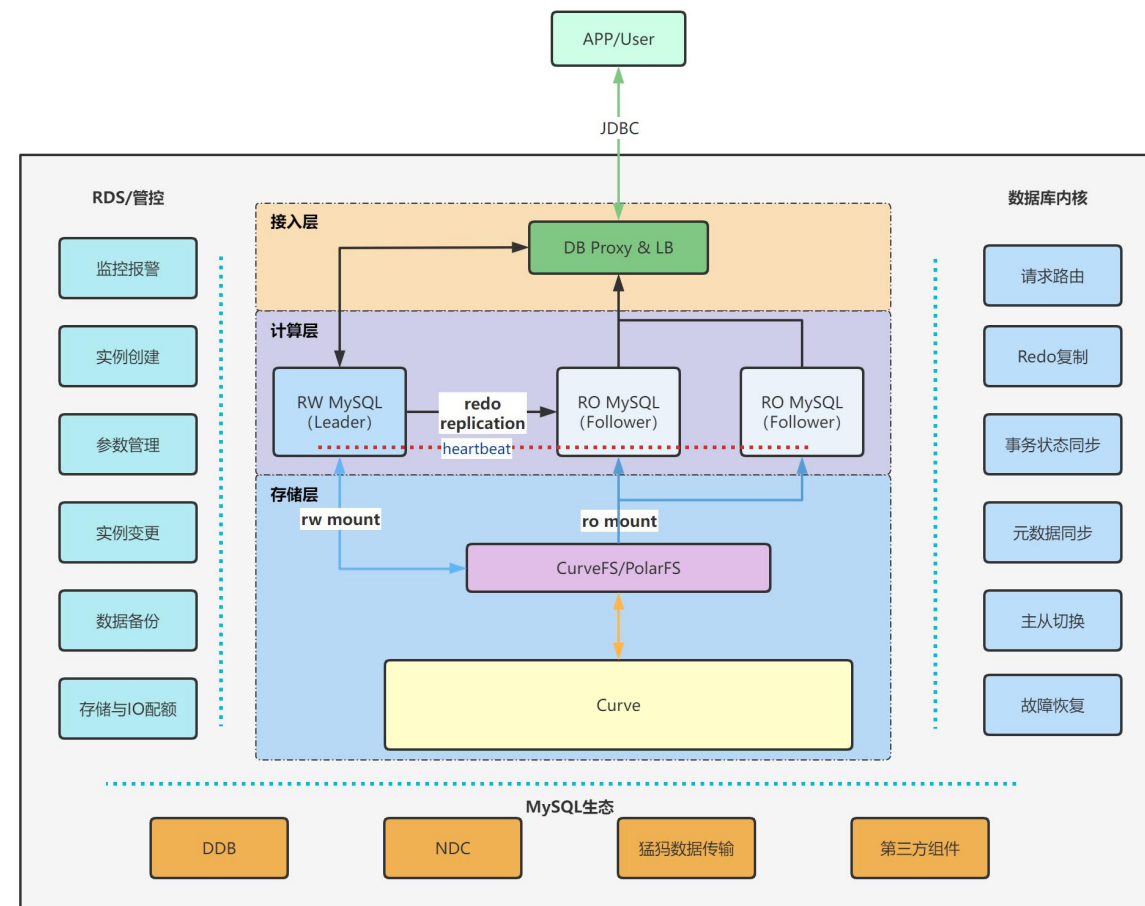 APP/User
JDBC
RDS/管控
监控报警
实例创建
参数管理
实例变更
数据备份
存储与IO配额
接入层
DB Proxy & LB
计算层
RW MySQL
（Leader）
redo
replication
RO MySQL
（Follower）
RO MySQL
（Follower）
heartbeat
存储层
rw mount
ro mount
CurveFS/PolarFS
Curve
数据库内核
请求路由
Redo复制
事务状态同步
元数据同步
主从切换
故障恢复
MySQL生态
DDB
NDC
猛犸数据传输
第三方组件